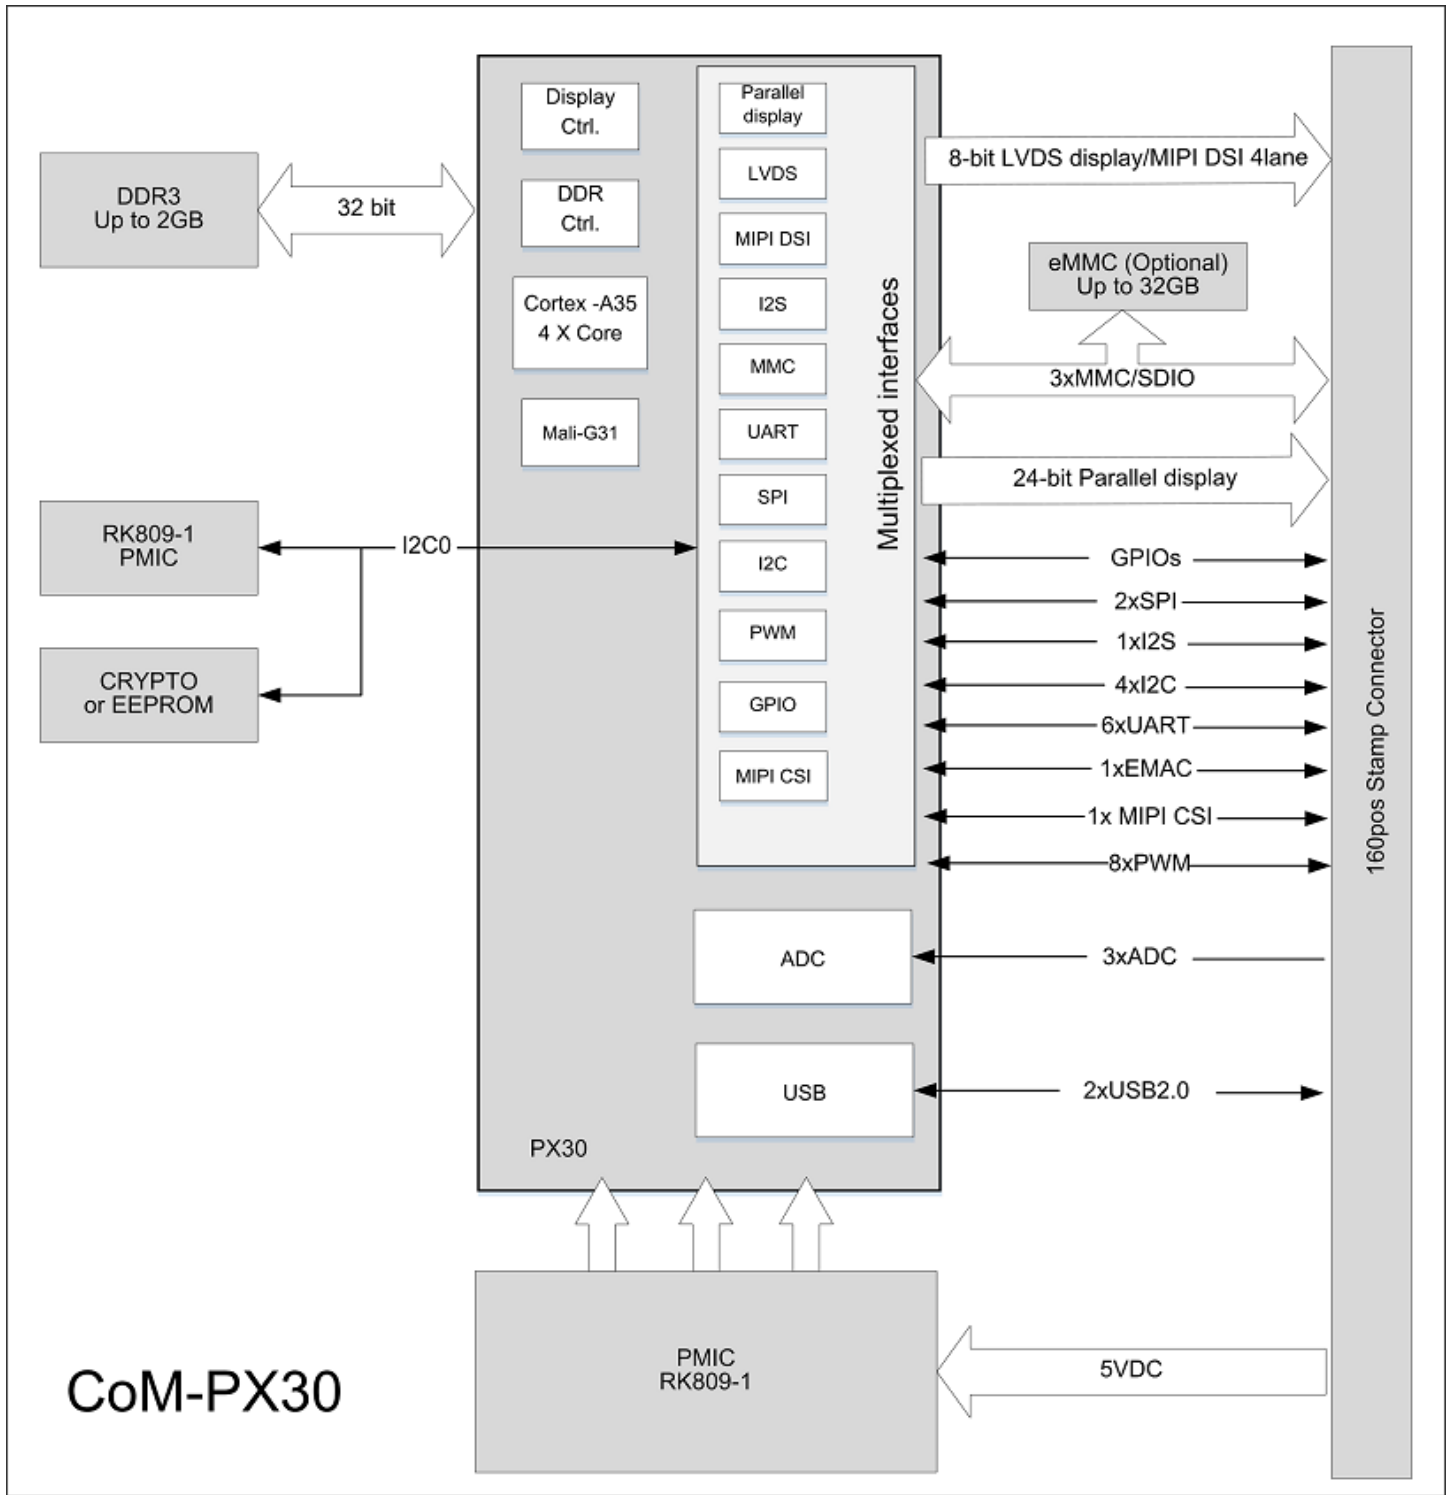 Display
Ctrl.
DDR
Ctrl.
Cortex -A35
4 X Core
Mali-G31
Parallel
display
LVDS
MIPI DSI
I2S
MMC
UART
SPI
I2C
PWM
GPIO
MIPI CSI
Multiplexed interfaces
DDR3
Up to 2GB
32 bit
RK809-1
PMIC
I2C0
CRYPTO
or EEPROM
8-bit LVDS display/MIPI DSI 4lane
eMMC (Optional)
Up to 32GB
3xMMC/SDIO
24-bit Parallel display
GPIOs
2xSPI
1xI2S
4xI2C
6xUART
1xEMAC
1x MIPI CSI
8xPWM
ADC
3xADC
USB
2xUSB2.0
PX30
160pos Stamp Connector
PMIC
RK809-1
5VDC
CoM-PX30